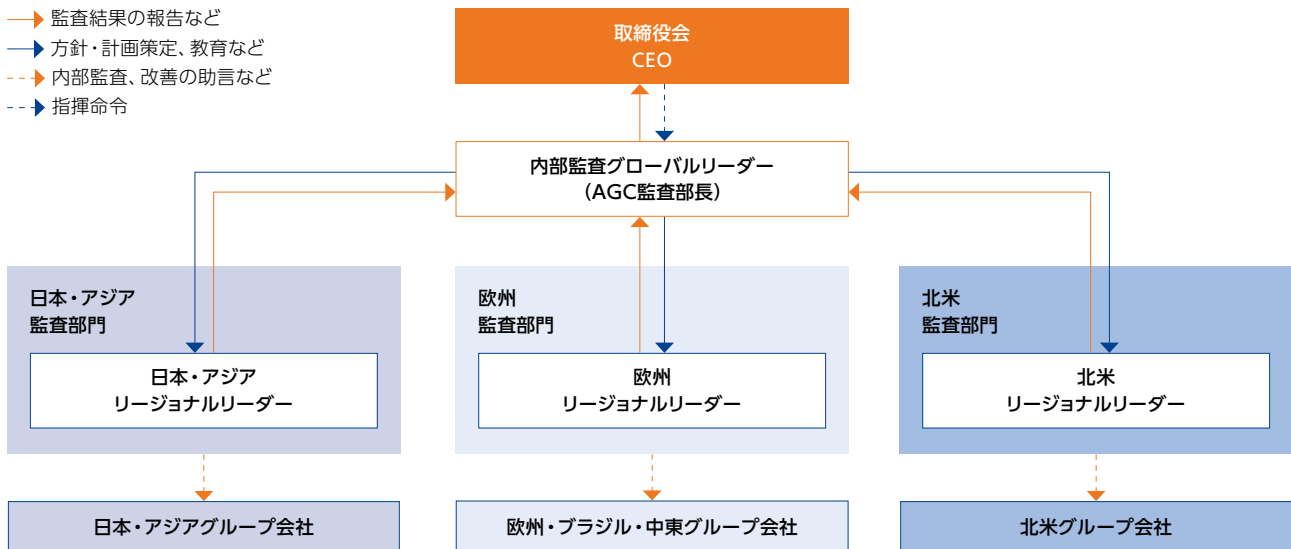 監査結果の報告など
方針・計画策定、教育など
内部監査、改善の助言など
指揮命令
取締役会
CEO
内部監査グローバルリーダー
（AGC監査部長）
日本・アジア
監査部門
日本・アジア
リージョナルリーダー
欧州
監査部門
欧州
リージョナルリーダー
北米
監査部門
北米
リージョナルリーダー
日本・アジアグループ会社
欧州・ブラジル・中東グループ会社
北米グループ会社